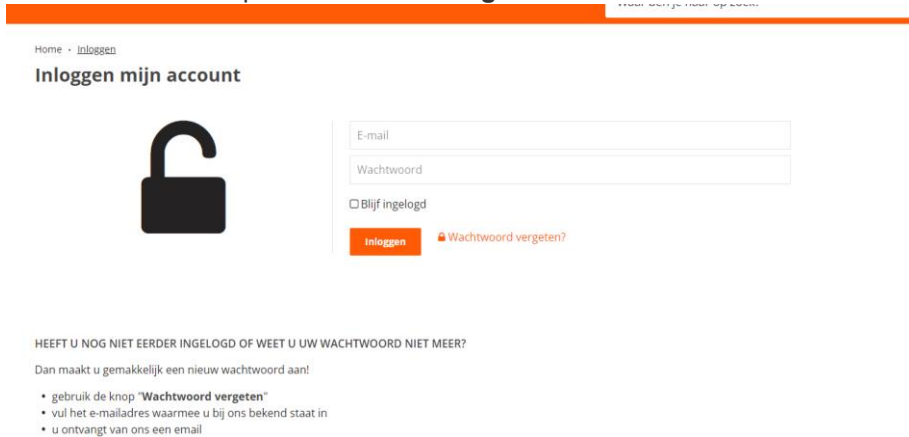 Home • Inloggen
Inloggen mijn account
E-mail
Wachtwoord
Blijf ingelogd
Inloggen
Wachtwoord vergeten?
HEEFT U NOG NIET EERDER INGELOGD OF WEET U UW WACHTWOORD NIET MEER?
Dan maakt u gemakkelijk een nieuw wachtwoord aan!
• gebruik de knop "Wachtwoord vergeten"
• vul het e-mailadres waarmee u bij ons bekend staat in
• u ontvangt van ons een email